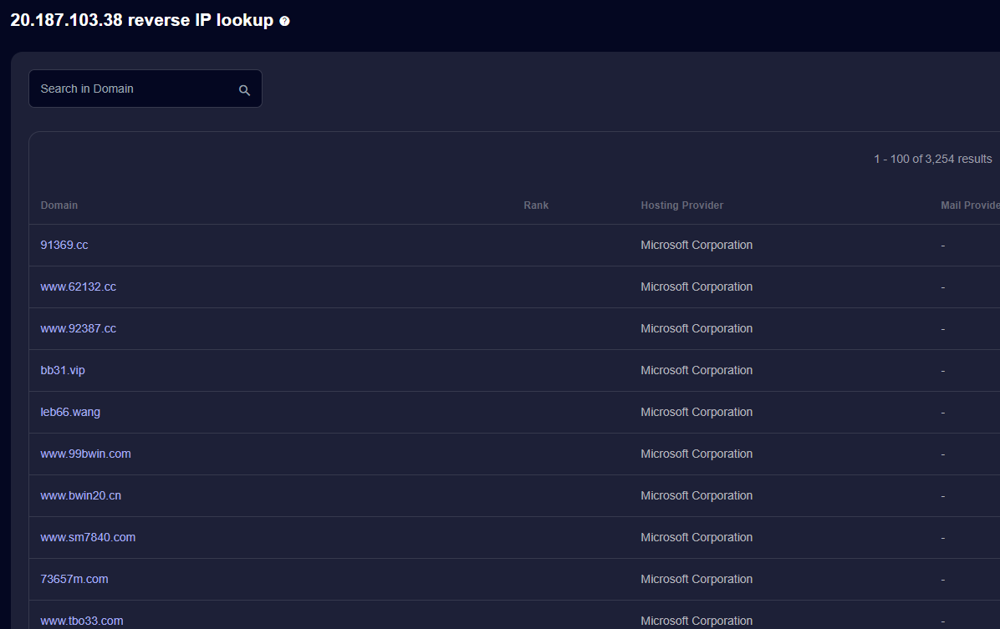 20.187.103.38 reverse IP lookup ?
Search in Domain
1 - 100 of 3,254 results
Domain Rank Hosting Provider Mail Provide
91369.cc Microsoft Corporation -
www.62132.cc Microsoft Corporation -
www.92387.cc Microsoft Corporation -
bb31.vip Microsoft Corporation -
leb66.wang Microsoft Corporation -
www.99bwin.com Microsoft Corporation -
www.bwin20.cn Microsoft Corporation -
www.sm7840.com Microsoft Corporation -
73657m.com Microsoft Corporation -
www.tbo33.com Microsoft Corporation -